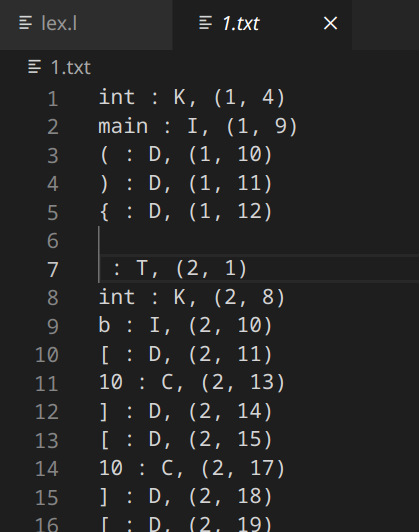 lex.l
1.txt
1.txt
1 int : K, (1, 4)
2 main : I, (1, 9)
3 ( : D, (1, 10)
4 ) : D, (1, 11)
5 { : D, (1, 12)
6
7 : T, (2, 1)
8 int : K, (2, 8)
9 b : I, (2, 10)
10 [ : D, (2, 11)
11 10 : C, (2, 13)
12 ] : D, (2, 14)
13 [ : D, (2, 15)
14 10 : C, (2, 17)
15 ] : D, (2, 18)
16 [ : D, (2, 19)